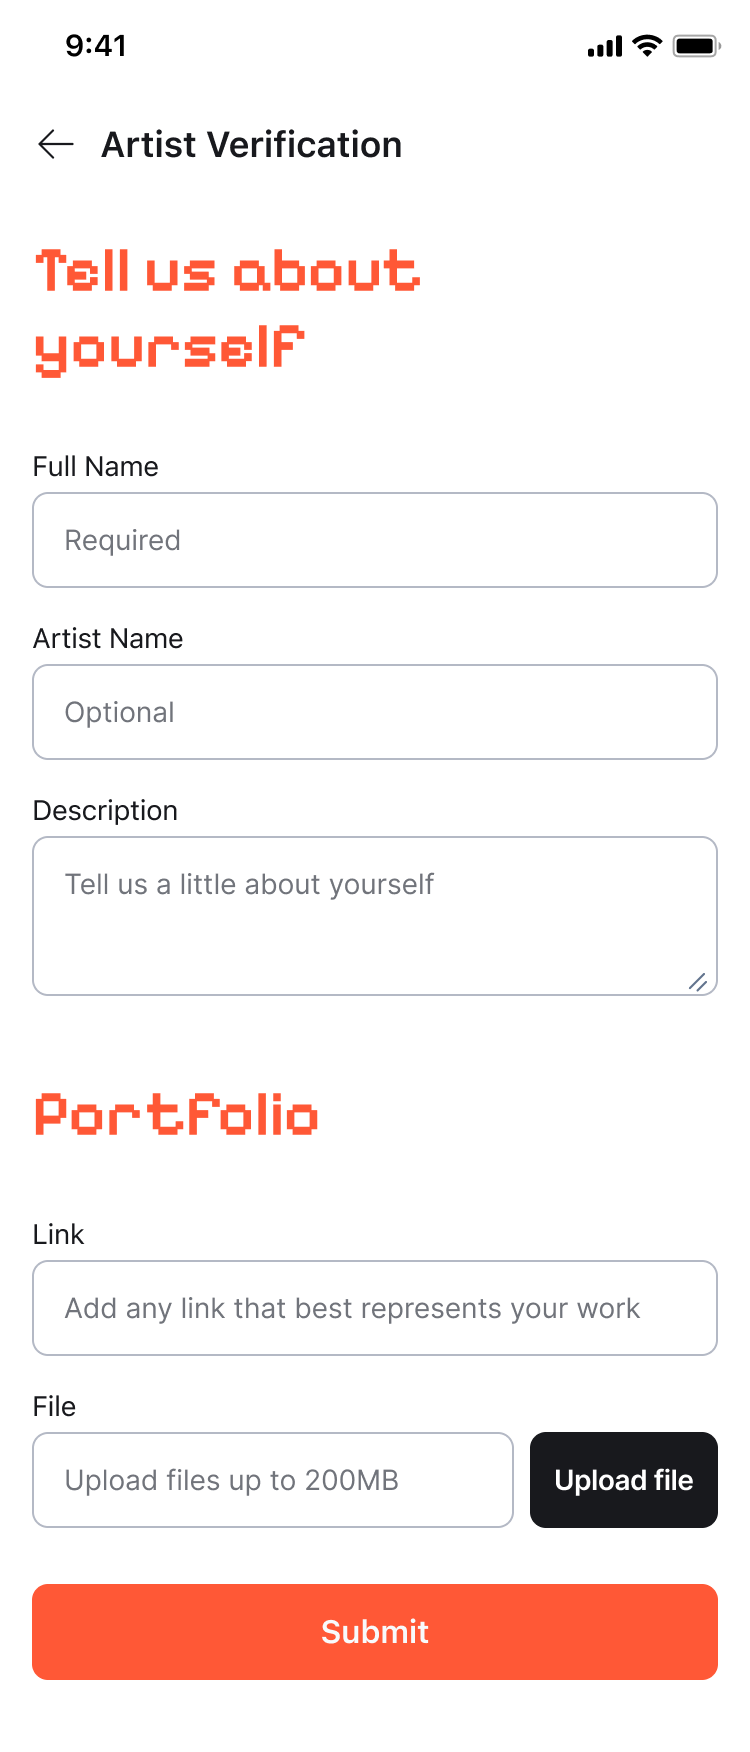 9:41
Artist Verification
Tell us about
yourself
Full Name
Required
Artist Name
Optional
Description
Tell us a little about yourself
Portfolio
Link
Add any link that best represents your work
File
Upload files up to 200MB
Upload file
Submit